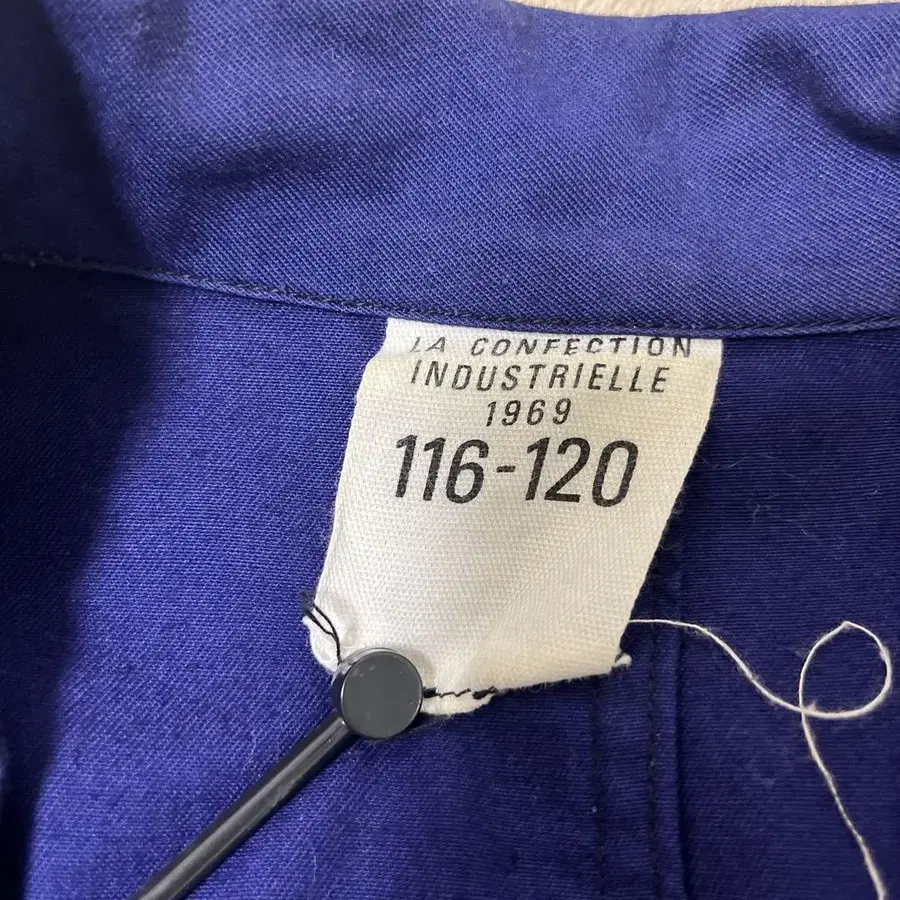 LA CONFECTION
INDUSTRIELLE
1969
116-120